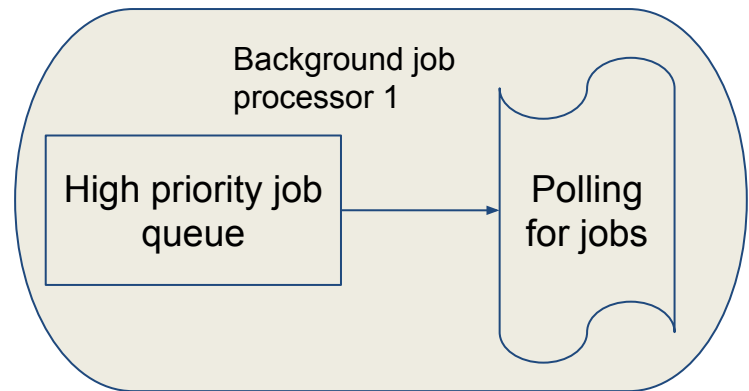 Background job
processor 1
High priority job
queue
Polling
for jobs